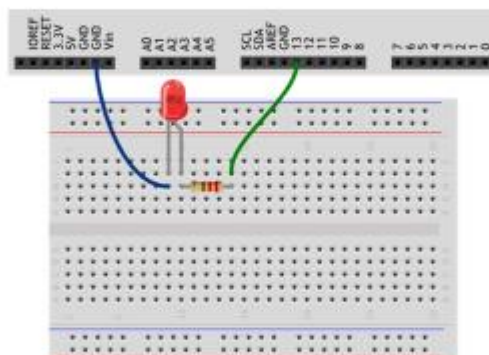 IOREF
RESET
3.3V
5V
GND
GND
Vin
A0
A1
A2
A3
A4
A5
SCL
SDA
AREF
GND
13
12
11
10
9
8
7
6
5
4
3
2
1
0